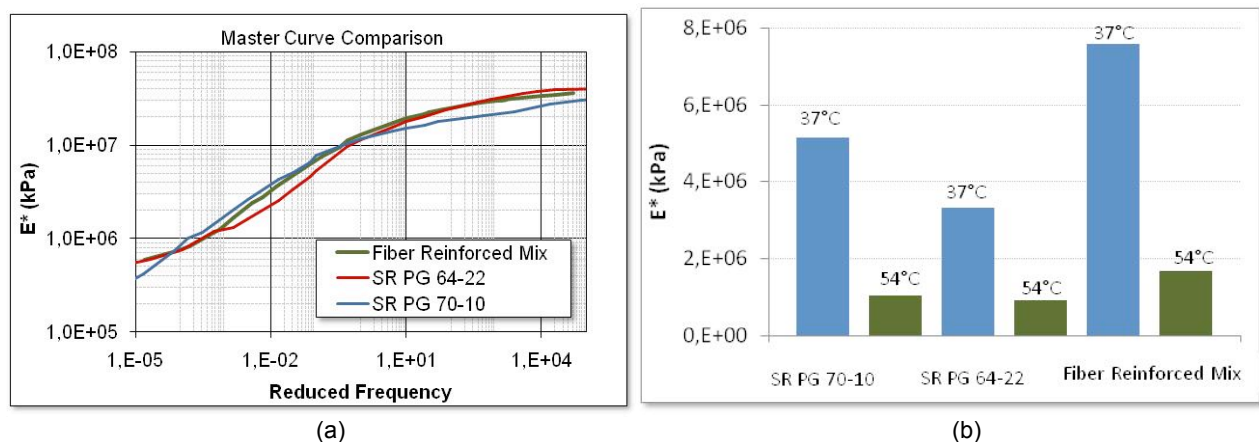 Master Curve Comparison
1,0E+08
1,0E+07
1,0E+06
1,0E+05
E* (kPa)
Fiber Reinforced Mix
SR PG 64-22
SR PG 70-10
1,E-05
1,E-02
1,E+01
1,E+04
Reduced Frequency
(a)
8,E+06
6,E+06
4,E+06
2,E+06
0,E+00
E* (kPa)
37°C
54°C
37°C
54°C
37°C
54°C
SR PG 70-10
SR PG 64-22
Fiber Reinforced Mix
(b)